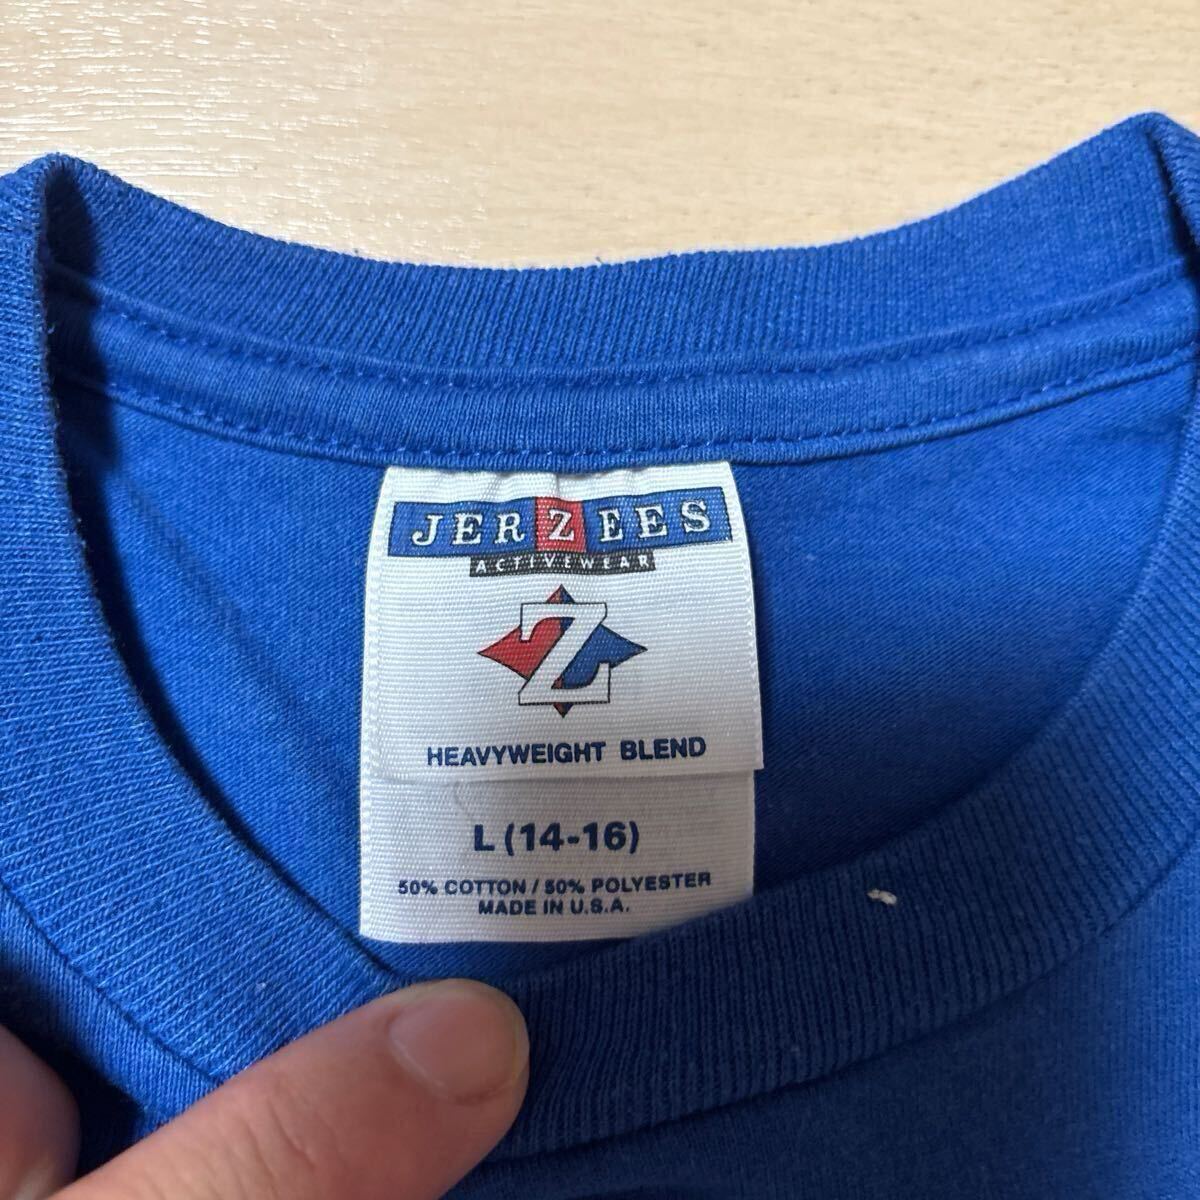 JERZEES
ACTIVEWEAR
Z
HEAVYWEIGHT BLEND
L (14-16)
50% COTTON / 50% POLYESTER
MADE IN U.S.A.